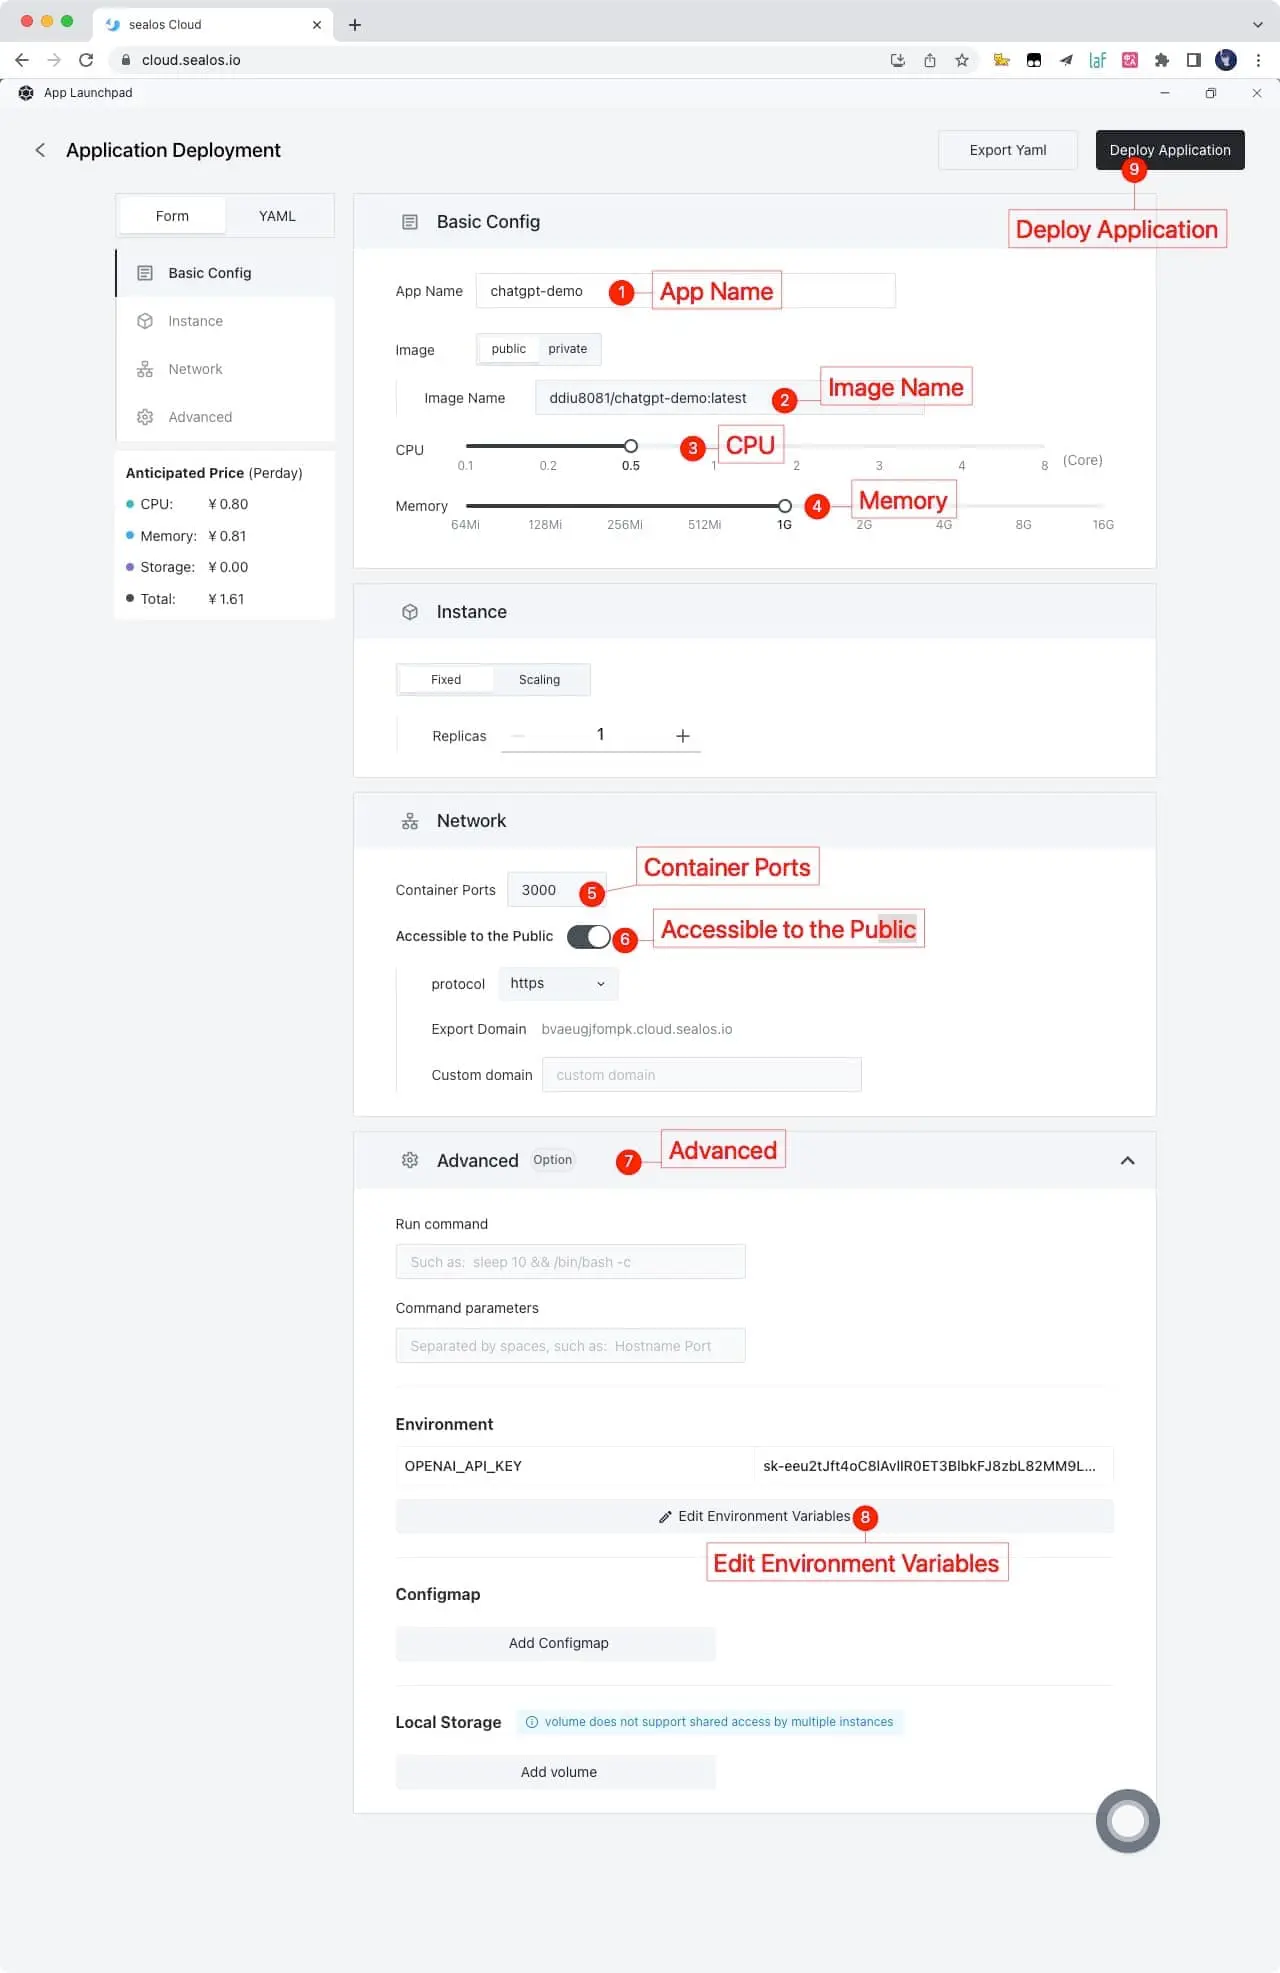 sealos Cloud
cloud.sealos.io
App Launchpad
Application Deployment
Export Yaml
Deploy Application
9
Deploy Application
Form
YAML
Basic Config
Instance
Network
Advanced
Anticipated Price (Perday)
CPU: ¥ 0.80
Memory: ¥ 0.81
Storage: ¥ 0.00
Total: ¥ 1.61
Basic Config
App Name chatgpt-demo 1 App Name
Image public private
Image Name ddiu8081/chatgpt-demo:latest 2 Image Name
CPU 3 CPU
0.1 0.2 0.5 1 2 3 4 8 (Core)
Memory 4 Memory
64Mi 128Mi 256Mi 512Mi 1G 2G 4G 8G 16G
Instance
Fixed Scaling
Replicas 1
Network
Container Ports 3000 5 Container Ports
Accessible to the Public 6 Accessible to the Public
protocol https
Export Domain bvaeugjfompk.cloud.sealos.io
Custom domain custom domain
Advanced Option 7 Advanced
Run command
Such as: sleep 10 && /bin/bash -c
Command parameters
Separated by spaces, such as: Hostname Port
Environment
OPENAI_API_KEY
Edit Environment Variables 8
Edit Environment Variables
Configmap
Add Configmap
Local Storage volume does not support shared access by multiple instances
Add volume